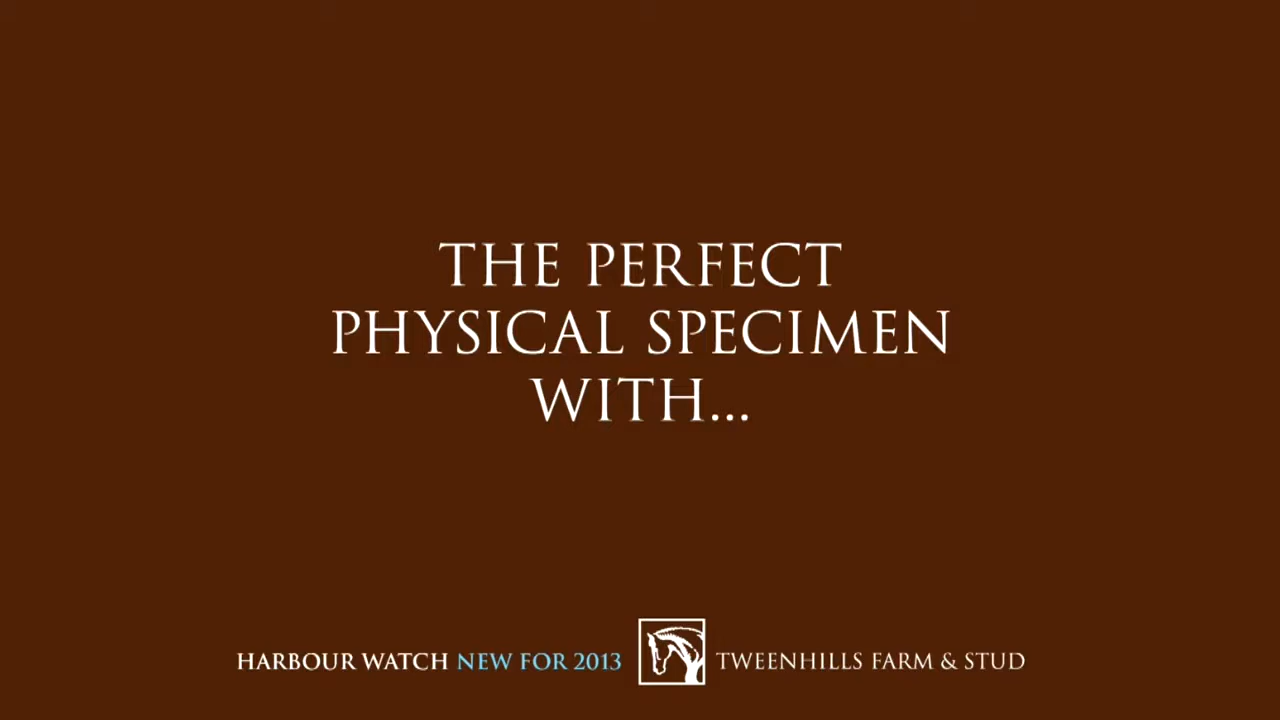 THE PERFECT
PHYSICAL SPECIMEN
WITH...
HARBOUR WATCH NEW FOR 2013 TWEENHILLS FARM & STUD